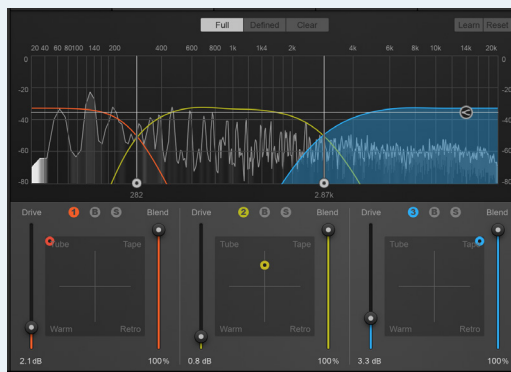 Full Defined Clear Learn Reset
20 40 60 80100 140 200 400 600 800 1k 1k4 2k 4k 6k 8k 10k 14k 20k
0 0
-20 -20
-40 -40
-60 -60
-80 -80
282 2.87k
Drive 1 B S Blend Drive 2 B S Blend Drive 3 B S Blend
Tube Tape Tube Tape Tube Tape
Warm Retro Warm Retro Warm Retro
2.1 dB 100% 0.8 dB 100% 3.3 dB 100%